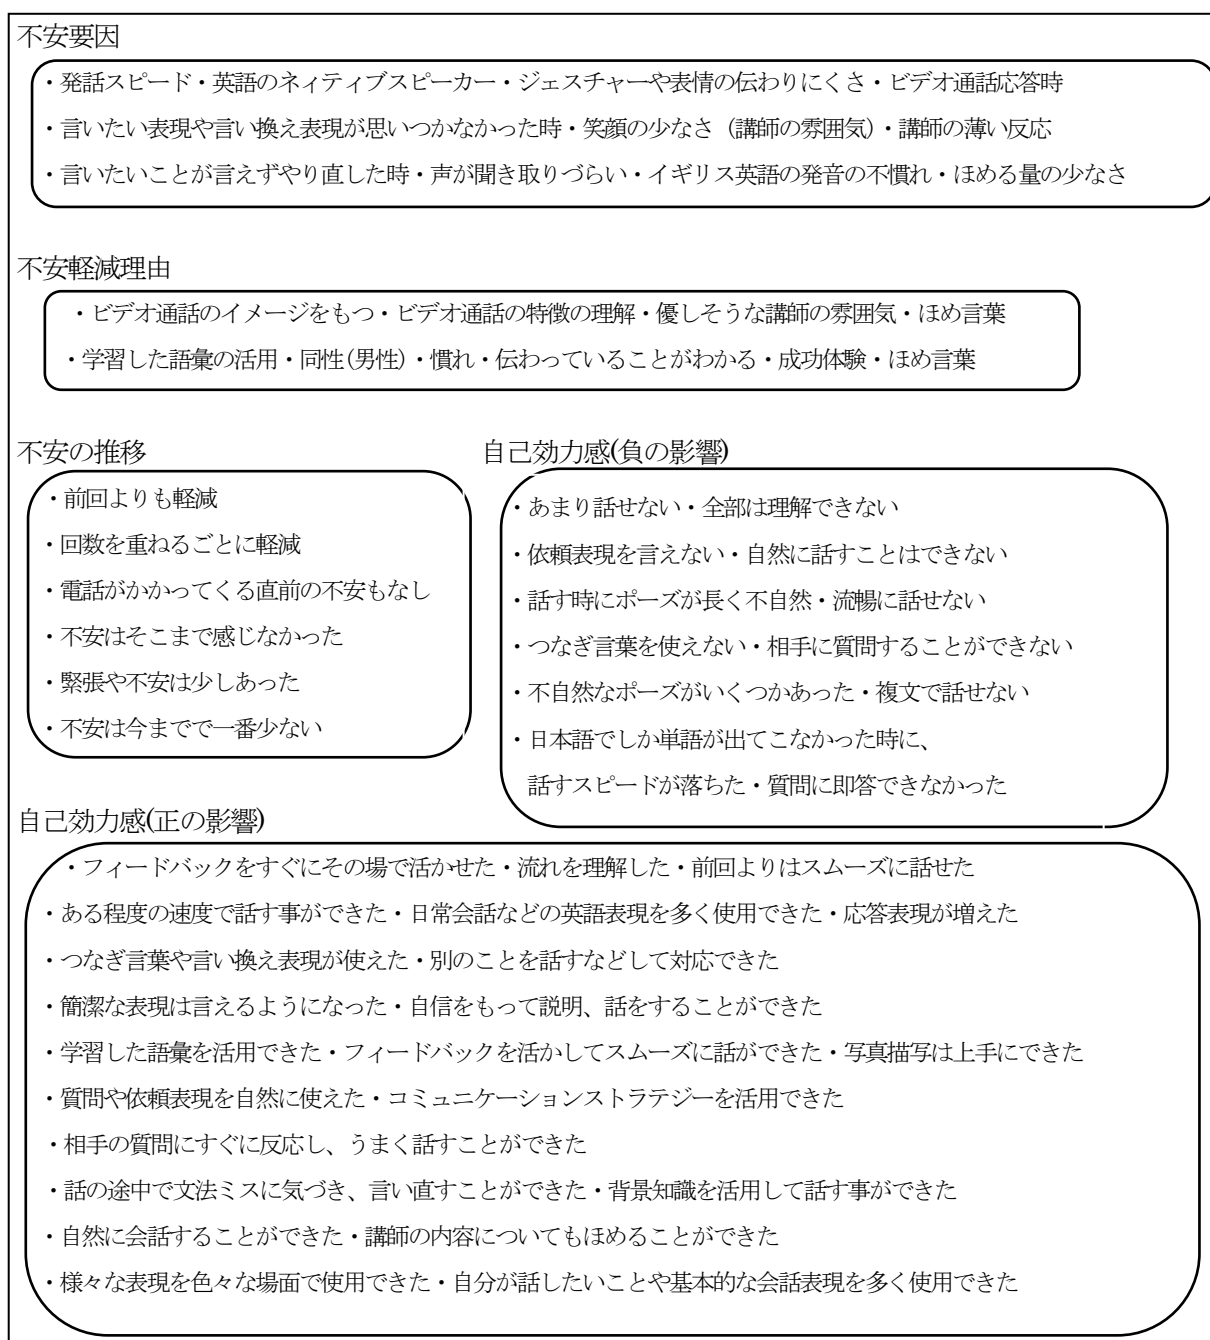 不安要因
・発話スピード・英語のネィティブスピーカー・ジェスチャーや表情の伝わりにくさ・ビデオ通話応答時
・言いたい表現や言い換え表現が思いつかなかった時・笑顔の少なさ（講師の雰囲気）・講師の薄い反応
・言いたいことが言えずやり直した時・声が聞き取りづらい・イギリス英語の発音の不慣れ・ほめる量の少なさ
不安軽減理由
・ビデオ通話のイメージをもつ・ビデオ通話の特徴の理解・優しそうな講師の雰囲気・ほめ言葉
・学習した語彙の活用・同性(男性)・慣れ・伝わっていることがわかる・成功体験・ほめ言葉
不安の推移
・前回よりも軽減
・回数を重ねるごとに軽減
・電話がかかってくる直前の不安もなし
・不安はそこまで感じなかった
・緊張や不安は少しあった
・不安は今までで一番少ない
自己効力感(負の影響)
・あまり話せない・全部は理解できない
・依頼表現を言えない・自然に話すことはできない
・話す時にポーズが長く不自然・流暢に話せない
・つなぎ言葉を使えない・相手に質問することができない
・不自然なポーズがいくつかあった・複文で話せない
・日本語でしか単語が出てこなかった時に、
話すスピードが落ちた・質問に即答できなかった
自己効力感(正の影響)
・フィードバックをすぐにその場で活かせた・流れを理解した・前回よりはスムーズに話せた
・ある程度の速度で話す事ができた・日常会話などの英語表現を多く使用できた・応答表現が増えた
・つなぎ言葉や言い換え表現が使えた・別のことを話すなどして対応できた
・簡潔な表現は言えるようになった・自信をもって説明、話をすることができた
・学習した語彙を活用できた・フィードバックを活かしてスムーズに話ができた・写真描写は上手にできた
・質問や依頼表現を自然に使えた・コミュニケーションストラテジーを活用できた
・相手の質問にすぐに反応し、うまく話すことができた
・話の途中で文法ミスに気づき、言い直すことができた・背景知識を活用して話す事ができた
・自然に会話することができた・講師の内容についてもほめることができた
・様々な表現を色々な場面で使用できた・自分が話したいことや基本的な会話表現を多く使用できた